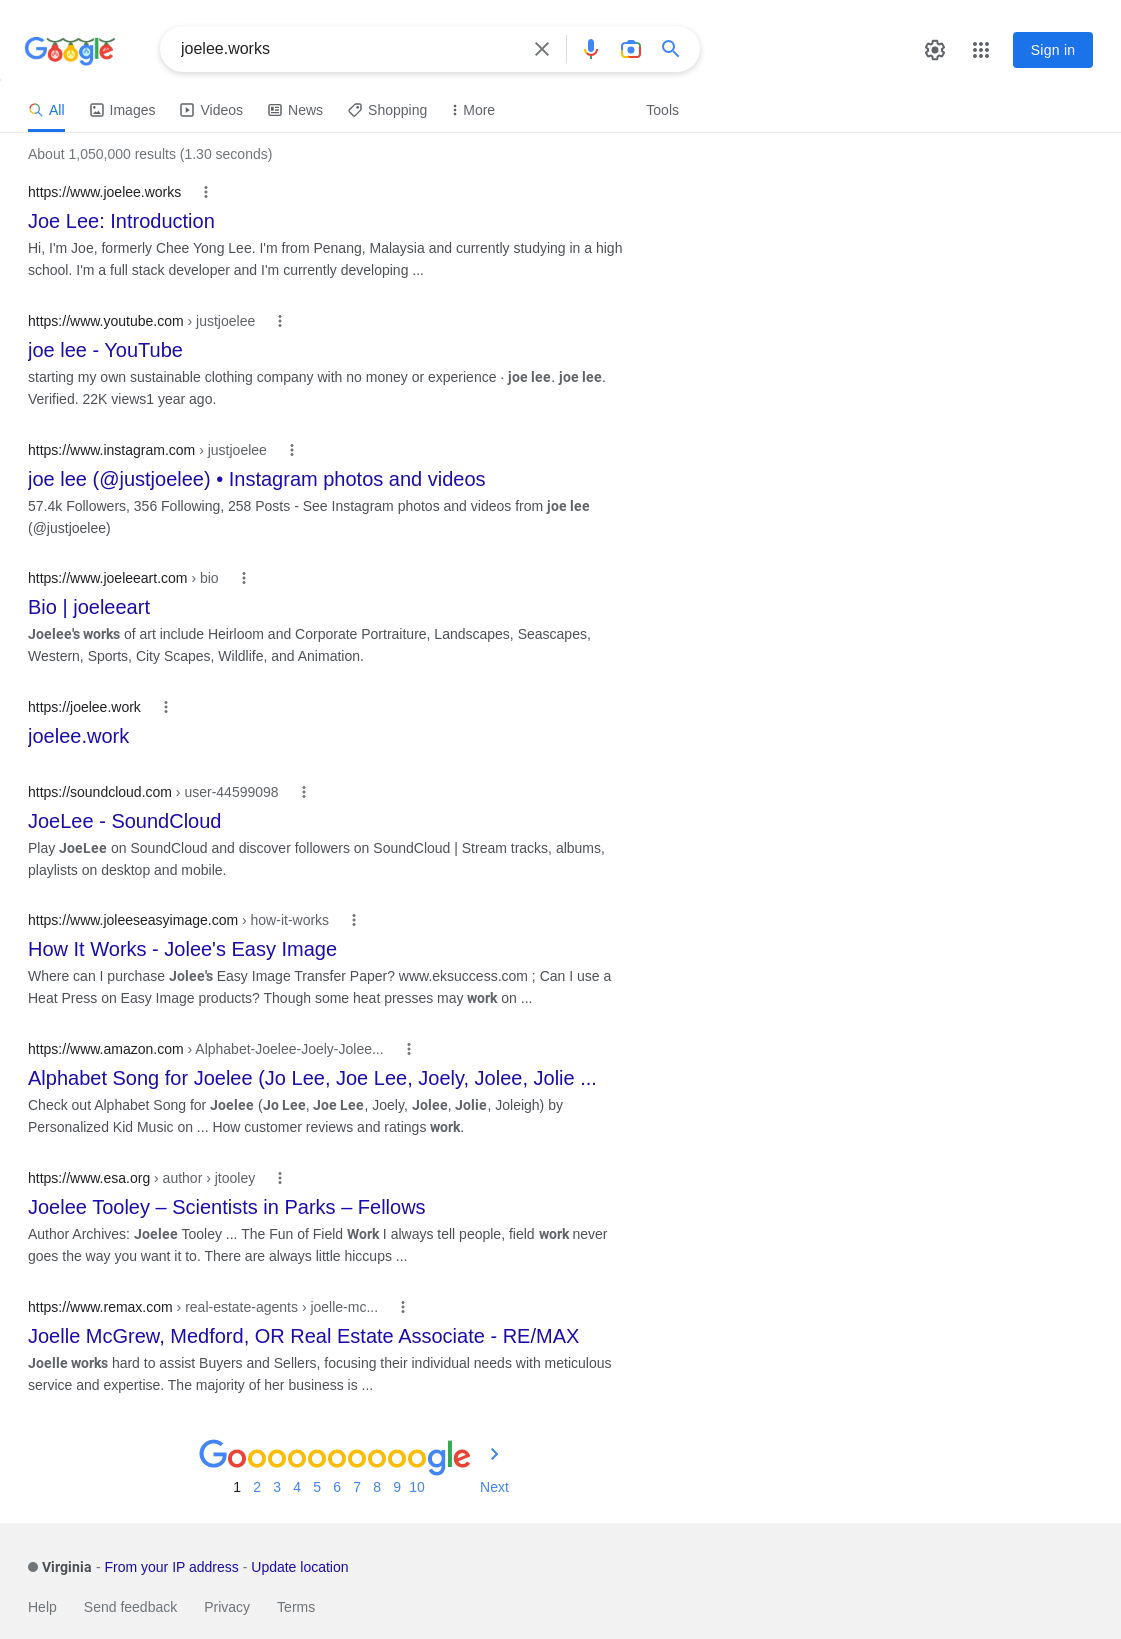 Google
joelee.works
Sign in
All Images Videos News Shopping More Tools
About 1,050,000 results (1.30 seconds)
https://www.joelee.works
Joe Lee: Introduction
Hi, I'm Joe, formerly Chee Yong Lee. I'm from Penang, Malaysia and currently studying in a high
school. I'm a full stack developer and I'm currently developing ...
https://www.youtube.com › justjoelee
joe lee - YouTube
starting my own sustainable clothing company with no money or experience · joe lee. joe lee.
Verified. 22K views1 year ago.
https://www.instagram.com › justjoelee
joe lee (@justjoelee) • Instagram photos and videos
57.4k Followers, 356 Following, 258 Posts - See Instagram photos and videos from joe lee
(@justjoelee)
https://www.joeleeart.com › bio
Bio | joeleeart
Joelee's works of art include Heirloom and Corporate Portraiture, Landscapes, Seascapes,
Western, Sports, City Scapes, Wildlife, and Animation.
https://joelee.work
joelee.work
https://soundcloud.com › user-44599098
JoeLee - SoundCloud
Play JoeLee on SoundCloud and discover followers on SoundCloud | Stream tracks, albums,
playlists on desktop and mobile.
https://www.joleeseasyimage.com › how-it-works
How It Works - Jolee's Easy Image
Where can I purchase Jolee's Easy Image Transfer Paper? www.eksuccess.com ; Can I use a
Heat Press on Easy Image products? Though some heat presses may work on ...
https://www.amazon.com › Alphabet-Joelee-Joely-Jolee...
Alphabet Song for Joelee (Jo Lee, Joe Lee, Joely, Jolee, Jolie ...
Check out Alphabet Song for Joelee (Jo Lee, Joe Lee, Joely, Jolee, Jolie, Joleigh) by
Personalized Kid Music on ... How customer reviews and ratings work.
https://www.esa.org › author › jtooley
Joelee Tooley – Scientists in Parks – Fellows
Author Archives: Joelee Tooley ... The Fun of Field Work I always tell people, field work never
goes the way you want it to. There are always little hiccups ...
https://www.remax.com › real-estate-agents › joelle-mc...
Joelle McGrew, Medford, OR Real Estate Associate - RE/MAX
Joelle works hard to assist Buyers and Sellers, focusing their individual needs with meticulous
service and expertise. The majority of her business is ...
Goooooooooogle
1 2 3 4 5 6 7 8 9 10 Next
Virginia - From your IP address - Update location
Help Send feedback Privacy Terms